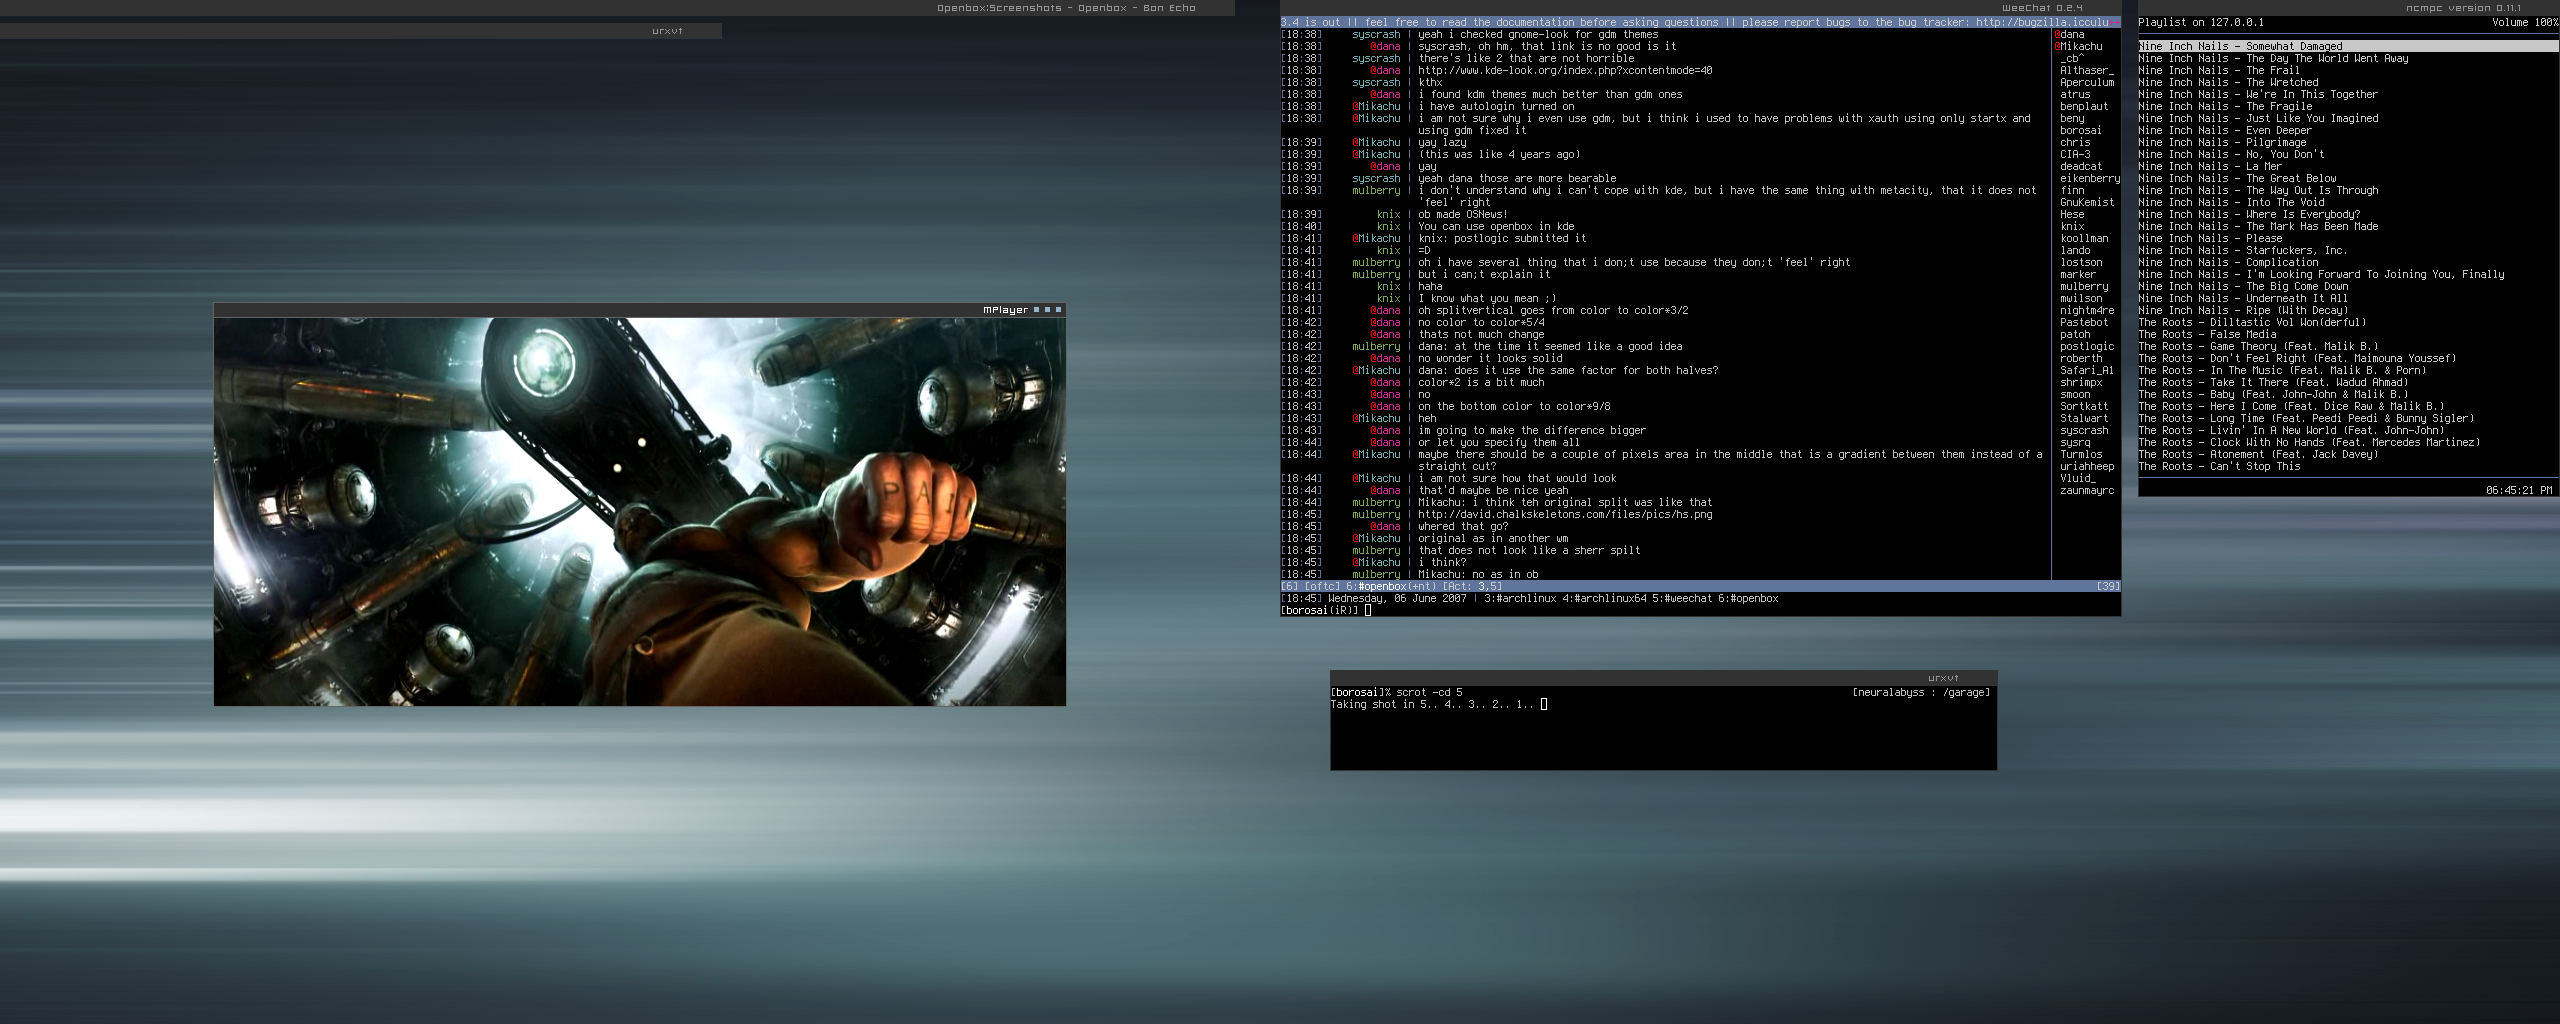 Openbox:Screenshots - Openbox - Bon Echo
urxvt
MPlayer
PAI
WeeChat 0.2.4
3.4 is out || feel free to read the documentation before asking questions || please report bugs to the bug tracker: http://bugzilla.icculu++
[18:38] syscrash | yeah i checked gnome-look for gdm themes
[18:38] @dana | syscrash, oh hm, that link is no good is it
[18:38] syscrash | there's like 2 that are not horrible
[18:38] @dana | http://www.kde-look.org/index.php?xcontentmode=40
[18:38] syscrash | kthx
[18:38] @dana | i found kdm themes much better than gdm ones
[18:38] @Mikachu | i have autologin turned on
[18:38] @Mikachu | i am not sure why i even use gdm, but i think i used to have problems with xauth using only startx and
using gdm fixed it
[18:39] @Mikachu | yay lazy
[18:39] @Mikachu | (this was like 4 years ago)
[18:39] @dana | yay
[18:39] syscrash | yeah dana those are more bearable
[18:39] mulberry | i don't understand why i can't cope with kde, but i have the same thing with metacity, that it does not
'feel' right
[18:39] knix | ob made OSNews!
[18:40] knix | You can use openbox in kde
[18:41] @Mikachu | knix: postlogic submitted it
[18:41] knix | =D
[18:41] mulberry | oh i have several thing that i don;t use because they don;t 'feel' right
[18:41] mulberry | but i can;t explain it
[18:41] knix | haha
[18:41] knix | I know what you mean ;)
[18:41] @dana | oh splitvertical goes from color to color*3/2
[18:42] @dana | no color to color*5/4
[18:42] @dana | thats not much change
[18:42] mulberry | dana: at the time it seemed like a good idea
[18:42] @dana | no wonder it looks solid
[18:42] @Mikachu | dana: does it use the same factor for both halves?
[18:42] @dana | color*2 is a bit much
[18:43] @dana | no
[18:43] @dana | on the bottom color to color*9/8
[18:43] @Mikachu | heh
[18:44] @dana | im going to make the difference bigger
[18:44] @dana | or let you specify them all
[18:44] @Mikachu | maybe there should be a couple of pixels area in the middle that is a gradient between them instead of a
straight cut?
[18:44] @Mikachu | i am not sure how that would look
[18:44] @dana | that'd maybe be nice yeah
[18:44] mulberry | Mikachu: i think teh original split was like that
[18:45] mulberry | http://david.chalkskeletons.com/files/pics/hs.png
[18:45] @dana | whered that go?
[18:45] @Mikachu | original as in another wm
[18:45] mulberry | that does not look like a sherr spilt
[18:45] @Mikachu | i think?
[18:45] mulberry | Mikachu: no as in ob
@dana
@Mikachu
_cb^
Althaser_
Aperculum
atrus
benplaut
beny
borosai
chris
CIA-3
deadcat
eikenberry
finn
GnuKemist
Hese
knix
koollman
lando
lostson
marker
mulberry
mwilson
nightm4re
Pastebot
patoh
postlogic
roberth
Safari_A1
shrimpx
smoon
Sortkatt
Stalwart
syscrash
sysrq
Turmlos
uriahheep
Vluid_
zaunmayrc
[6] [oftc] 6:#openbox(+nt) [Act: 3,5] [39]
[18:45] Wednesday, 06 June 2007 | 3:#archlinux 4:#archlinux64 5:#weechat 6:#openbox
[borosai(iR)]
ncmpc version 0.11.1
Playlist on 127.0.0.1 Volume 100%
Nine Inch Nails - Somewhat Damaged
Nine Inch Nails - The Day The World Went Away
Nine Inch Nails - The Frail
Nine Inch Nails - The Wretched
Nine Inch Nails - We're In This Together
Nine Inch Nails - The Fragile
Nine Inch Nails - Just Like You Imagined
Nine Inch Nails - Even Deeper
Nine Inch Nails - Pilgrimage
Nine Inch Nails - No, You Don't
Nine Inch Nails - La Mer
Nine Inch Nails - The Great Below
Nine Inch Nails - The Way Out Is Through
Nine Inch Nails - Into The Void
Nine Inch Nails - Where Is Everybody?
Nine Inch Nails - The Mark Has Been Made
Nine Inch Nails - Please
Nine Inch Nails - Starfuckers, Inc.
Nine Inch Nails - Complication
Nine Inch Nails - I'm Looking Forward To Joining You, Finally
Nine Inch Nails - The Big Come Down
Nine Inch Nails - Underneath It All
Nine Inch Nails - Ripe (With Decay)
The Roots - Dilltastic Vol Won(derful)
The Roots - False Media
The Roots - Game Theory (Feat. Malik B.)
The Roots - Don't Feel Right (Feat. Maimouna Youssef)
The Roots - In The Music (Feat. Malik B. & Porn)
The Roots - Take It There (Feat. Wadud Ahmad)
The Roots - Baby (Feat. John-John & Malik B.)
The Roots - Here I Come (Feat. Dice Raw & Malik B.)
The Roots - Long Time (Feat. Peedi Peedi & Bunny Sigler)
The Roots - Livin' In A New World (Feat. John-John)
The Roots - Clock With No Hands (Feat. Mercedes Martinez)
The Roots - Atonement (Feat. Jack Davey)
The Roots - Can't Stop This
06:45:21 PM
urxvt
[borosai]% scrot -cd 5 [neuralabyss : /garage]
Taking shot in 5.. 4.. 3.. 2.. 1..